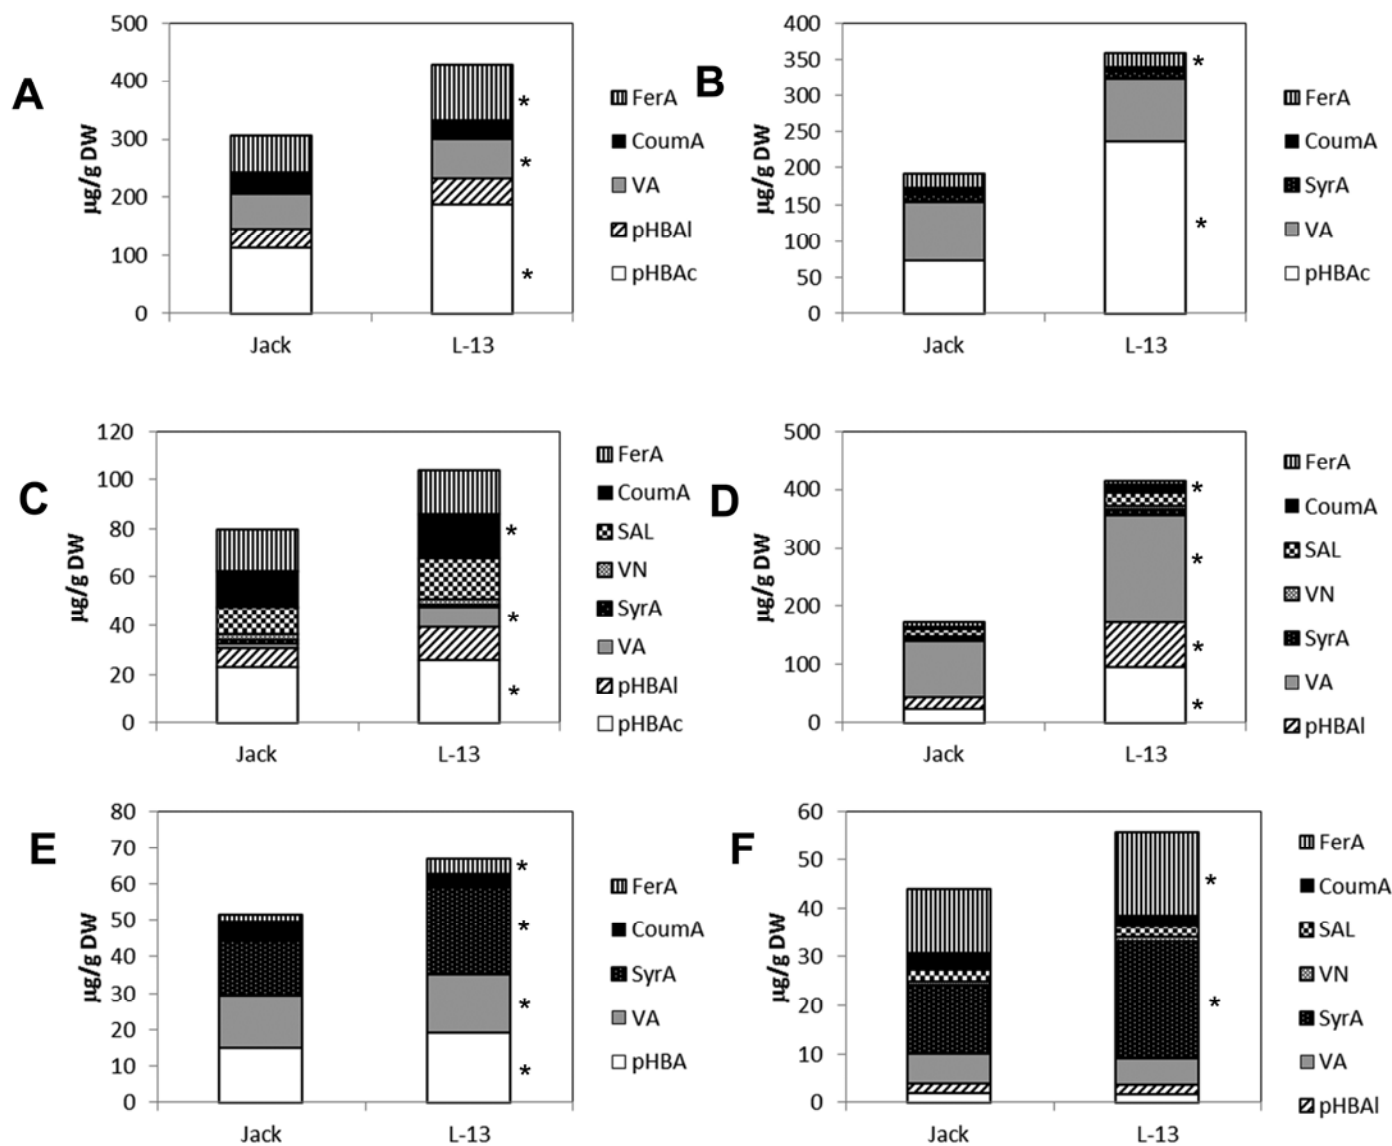 A
500
400
300
200
100
0
µg/g DW
Jack L-13
* * *
FerA
CoumA
VA
pHBAl
pHBAc
B
400
350
300
250
200
150
100
50
0
µg/g DW
Jack L-13
* *
FerA
CoumA
SyrA
VA
pHBAc
C
120
100
80
60
40
20
0
µg/g DW
Jack L-13
* * *
FerA
CoumA
SAL
VN
SyrA
VA
pHBAl
pHBAc
D
500
400
300
200
100
0
µg/g DW
Jack L-13
* * * *
FerA
CoumA
SAL
VN
SyrA
VA
pHBAl
E
80
70
60
50
40
30
20
10
0
µg/g DW
Jack L-13
* * * *
FerA
CoumA
SyrA
VA
pHBA
F
60
50
40
30
20
10
0
µg/g DW
Jack L-13
* *
FerA
CoumA
SAL
VN
SyrA
VA
pHBAl